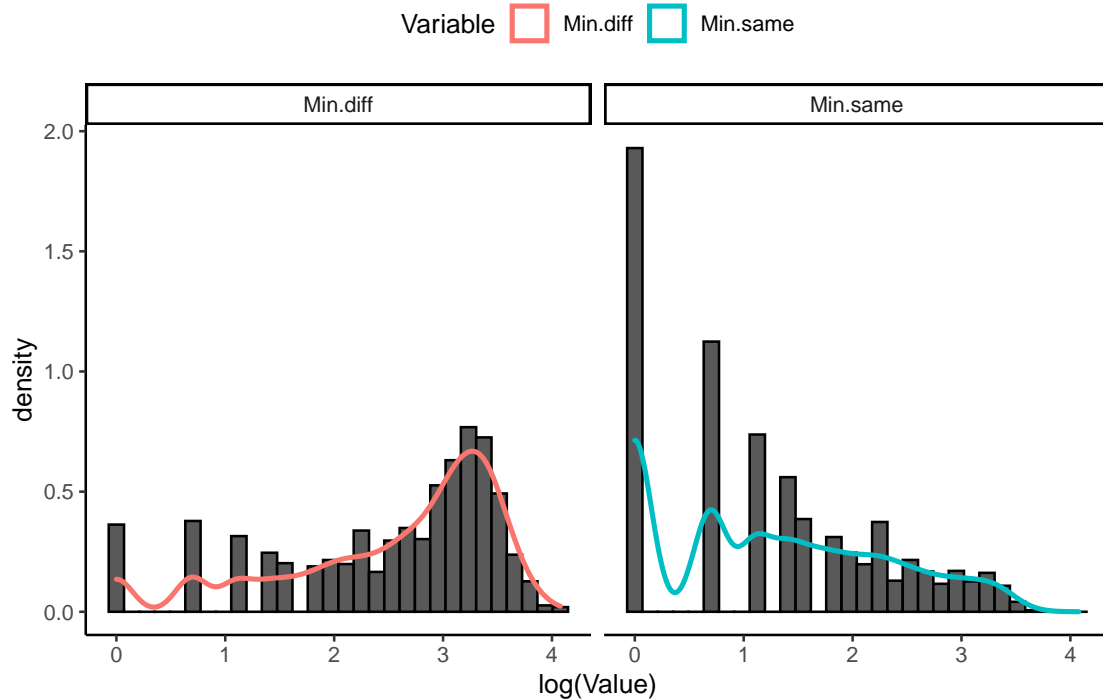 Variable Min.diff Min.same
Min.diff Min.same
2.0
1.5
1.0
0.5
0.0
density
0 1 2 3 4 0 1 2 3 4
log(Value)